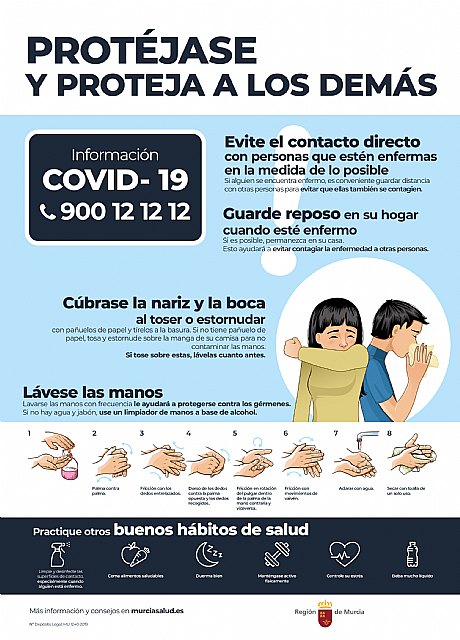 PROTÉJASE
Y PROTEJA A LOS DEMÁS
Información
COVID- 19
900 12 12 12
Evite el contacto directo
con personas que estén enfermas
en la medida de lo posible
Si alguien se encuentra enfermo, es conveniente guardar distancia
con otras personas para evitar que ellas también se contagien.
Guarde reposo en su hogar
cuando esté enfermo
Si es posible, permanezca en su casa.
Esto ayudará a evitar contagiar la enfermedad a otras personas.
Cúbrase la nariz y la boca
al toser o estornudar
con pañuelos de papel y tírelos a la basura. Si no tiene pañuelo de
papel, tosa y estornude sobre la manga de su camisa para no
contaminar las manos.
Si tose sobre estas, lávelas cuanto antes.
Lávese las manos
Lavarse las manos con frecuencia le ayudará a protegerse contra los gérmenes.
Si no hay agua y jabón, use un limpiador de manos a base de alcohol.
1 2 3 4 5 6 7 8
Palma contra
palma.
Fricción con los
dedos entrelazados.
Dorso de los dedos
contra la palma
opuesta y los dedos
recogidos.
Fricción en rotación
del pulgar dentro
de la palma de la
mano contraria y
viceversa.
Fricción con
movimientos de
vaivén.
Aclarar con agua.
Secar con toalla de
un solo uso.
Practique otros buenos hábitos de salud
Limpie y desinfecte las
superficies de contacto,
especialmente cuando
alguien está enfermo.
Coma alimentos saludables
Duerma bien
Manténgase activo
físicamente
Controle su estrés
Beba mucho líquido
Más información y consejos en murciasalud.es
Región de Murcia
Nº Depósito Legal: MU 1240-2019